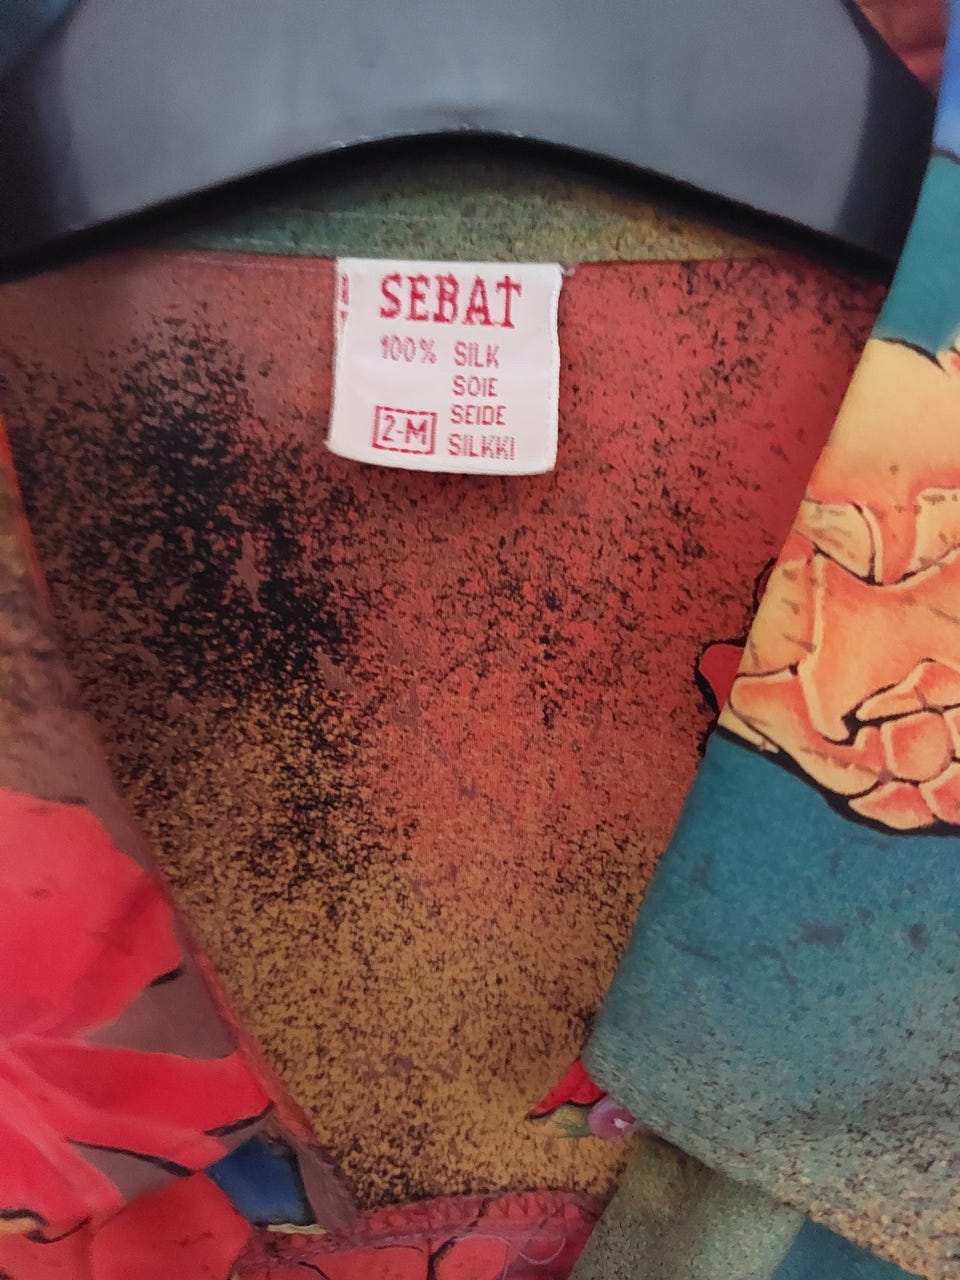 SEBAT
100% SILK
SOIE
SEIDE
2-M SILKKI